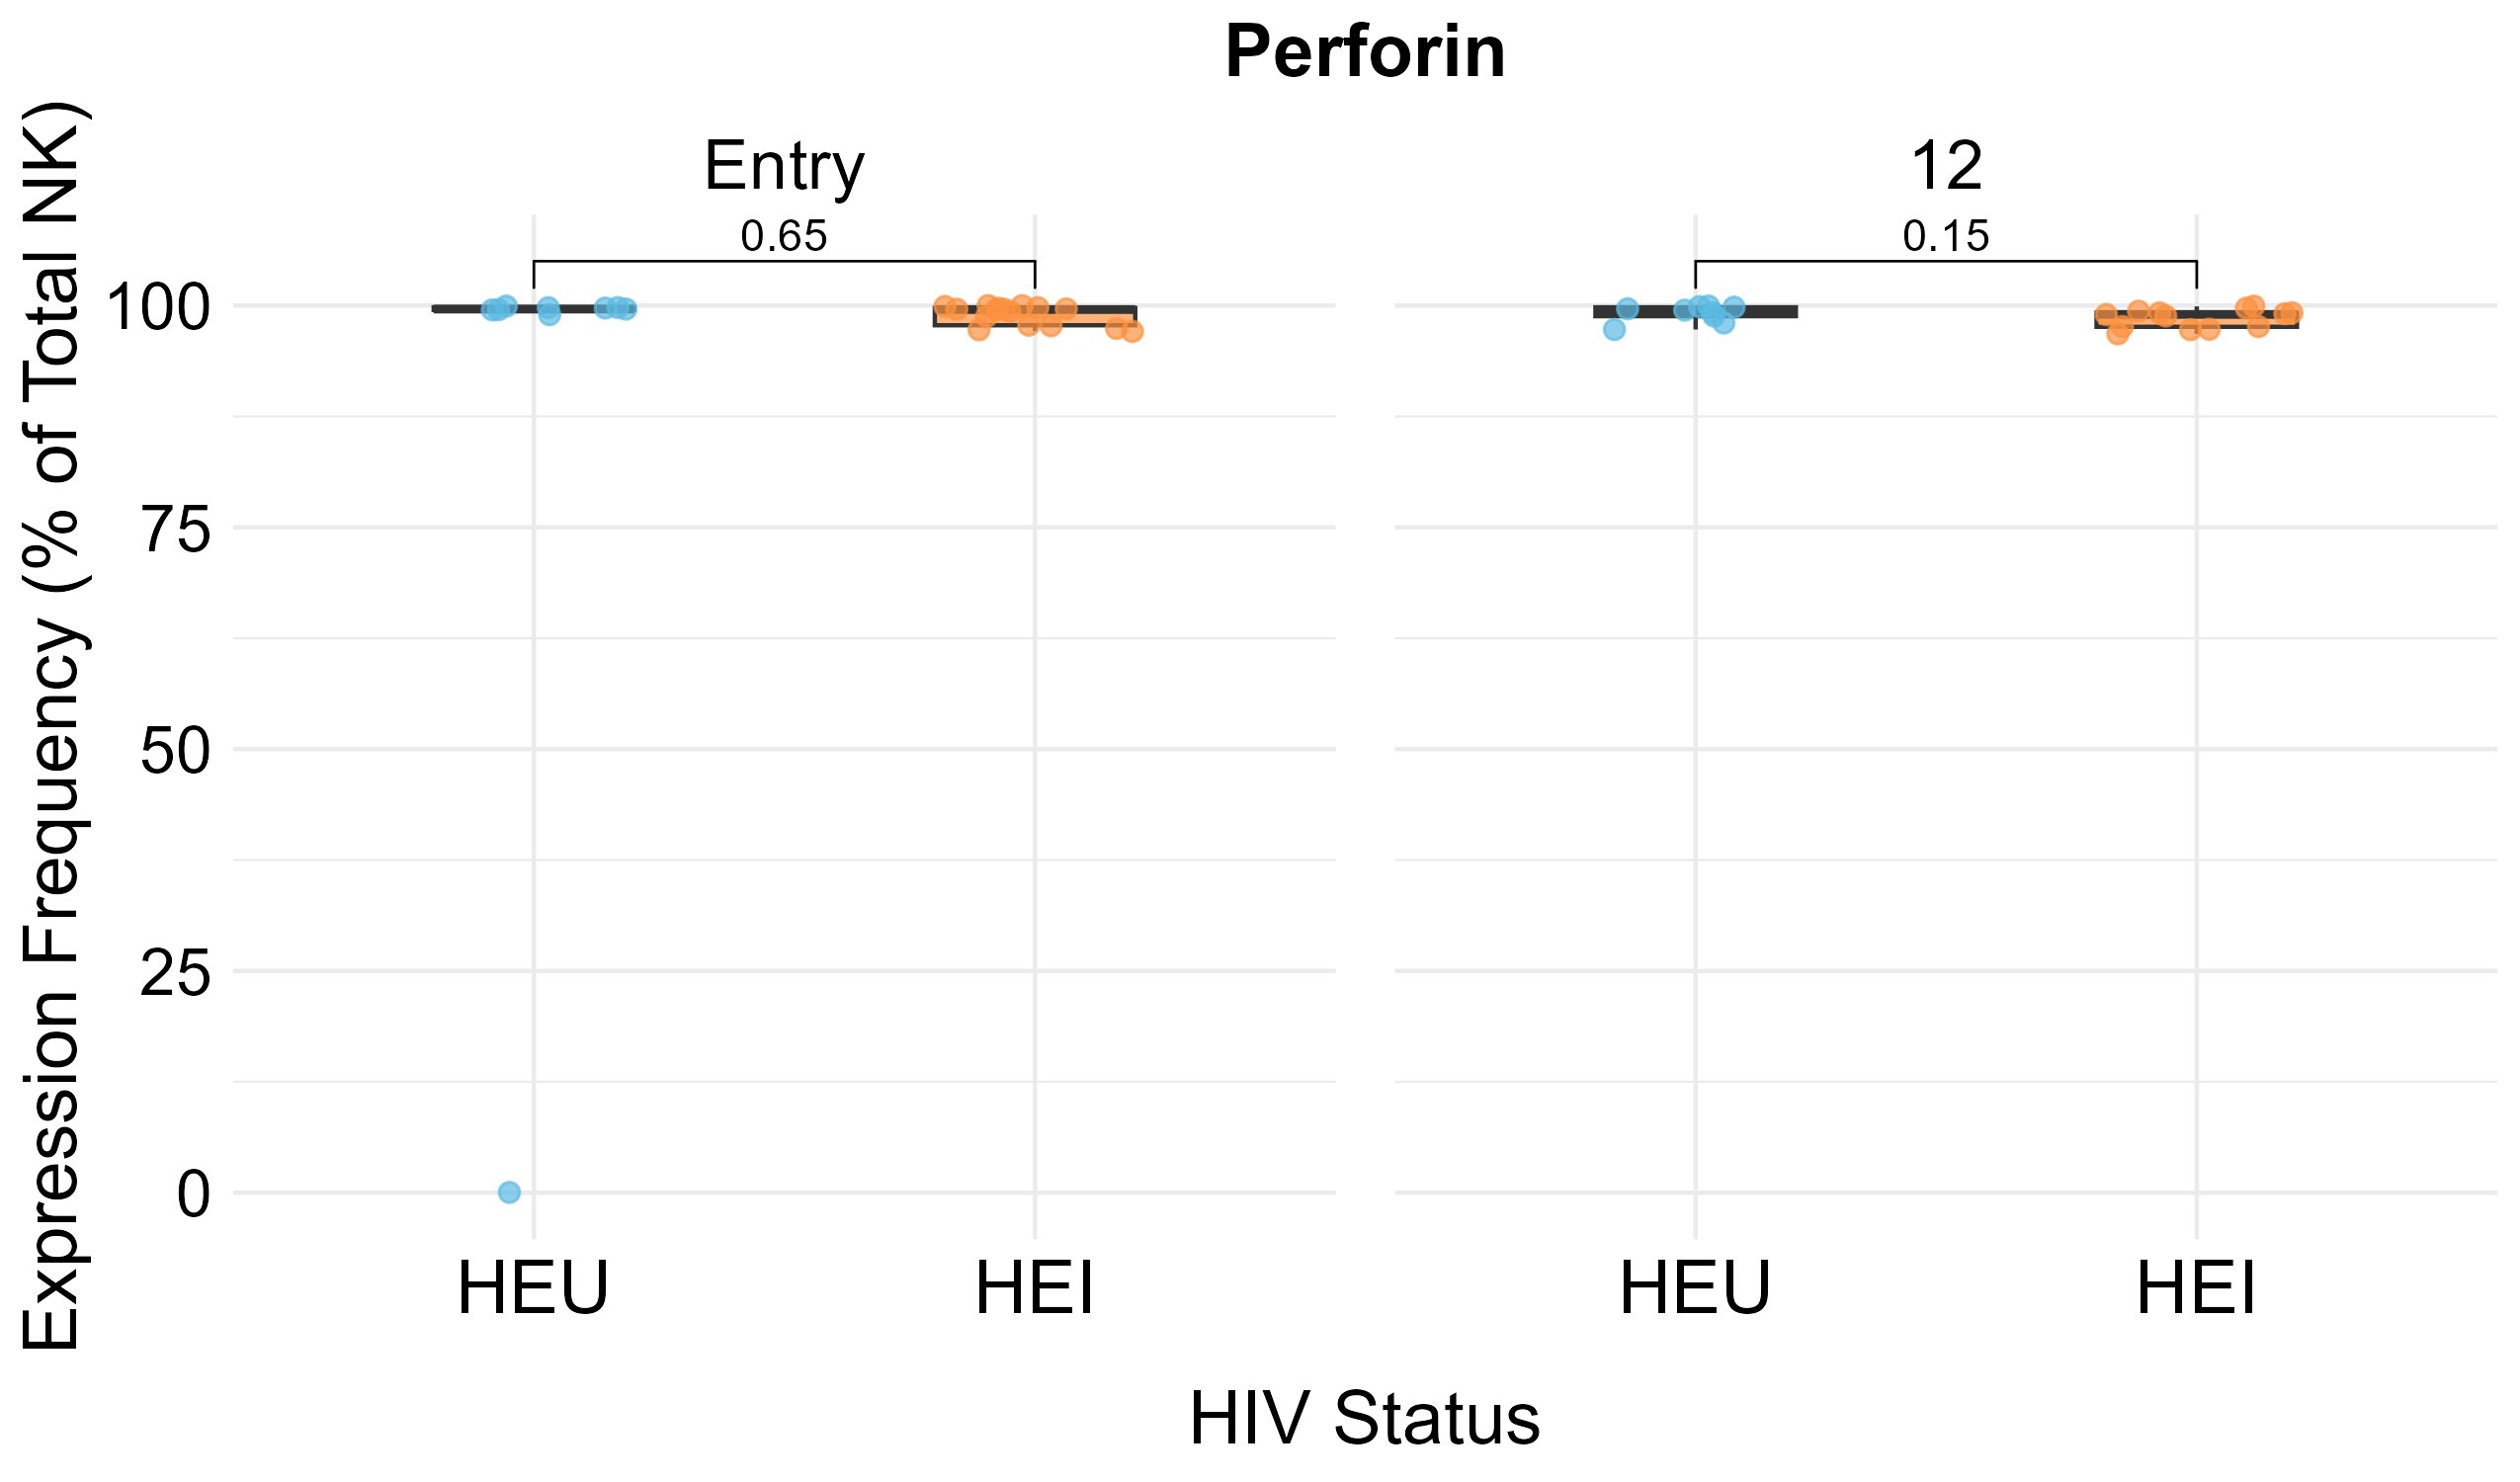 Perforin
Entry
12
0.65
0.15
Expression Frequency (% of Total NK)
100
75
50
25
0
HEU
HEI
HEU
HEI
HIV Status